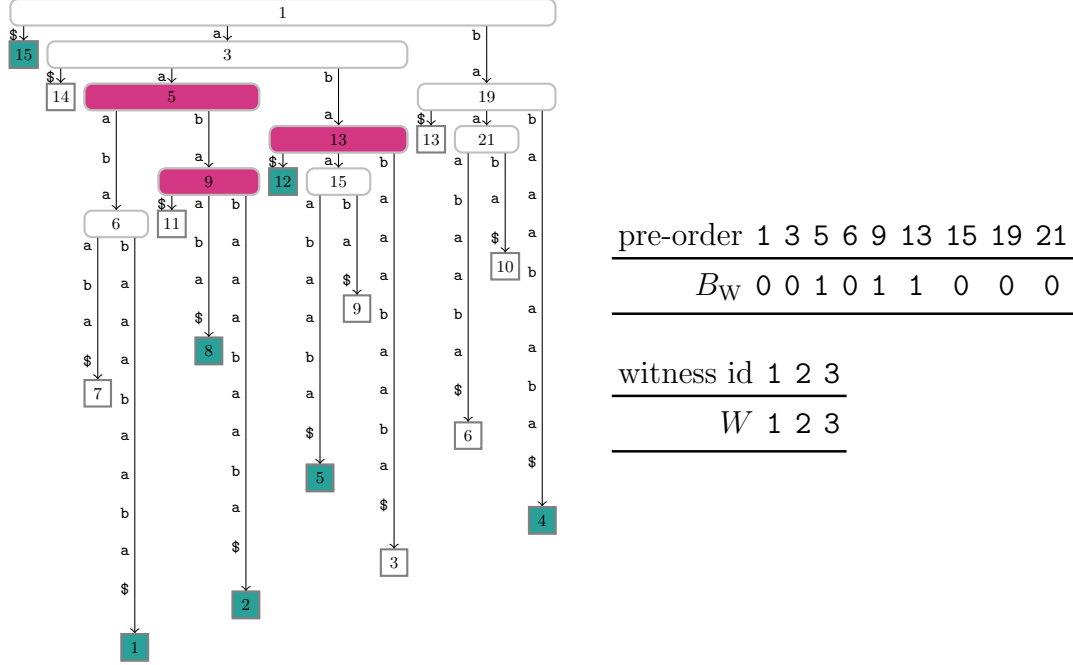 1
$ a b
15 3 a
$ a b
14 5 a 19
a b a $ a b
b a 13 13 21 a
a 9 $ a b a b a
6 $ a b 12 15 a b a a
a b 11 b a a b a a $ b
b a a a b a a b 10 a
a a $ b a $ b a a
$ b 8 a b 9 a $ b
7 a a a b 6 a
a b $ a $
b a 5 $ 4
a $ 3
$ 2
1
pre-order 1 3 5 6 9 13 15 19 21
B_W 0 0 1 0 1 1 0 0 0
witness id 1 2 3
W 1 2 3